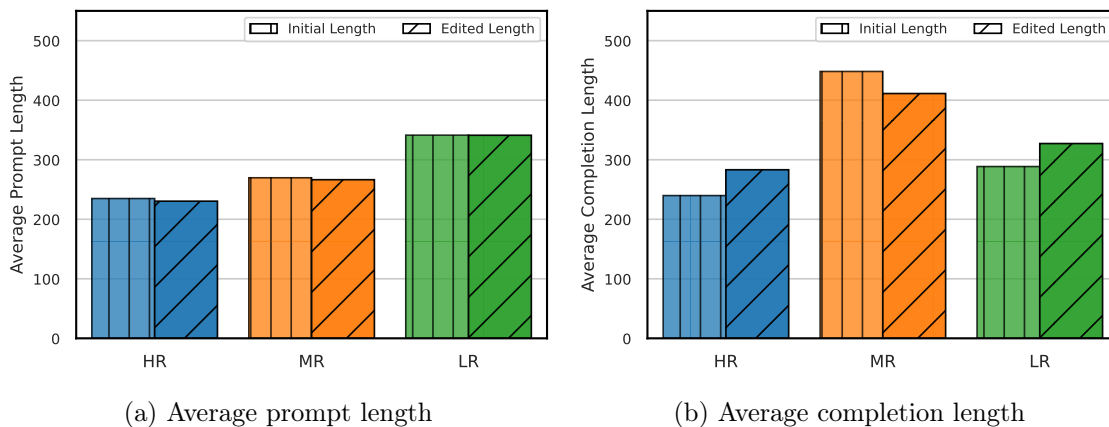 Initial Length
Edited Length
Average Prompt Length
500
400
300
200
100
0
HR
MR
LR
(a) Average prompt length
Initial Length
Edited Length
Average Completion Length
500
400
300
200
100
0
HR
MR
LR
(b) Average completion length